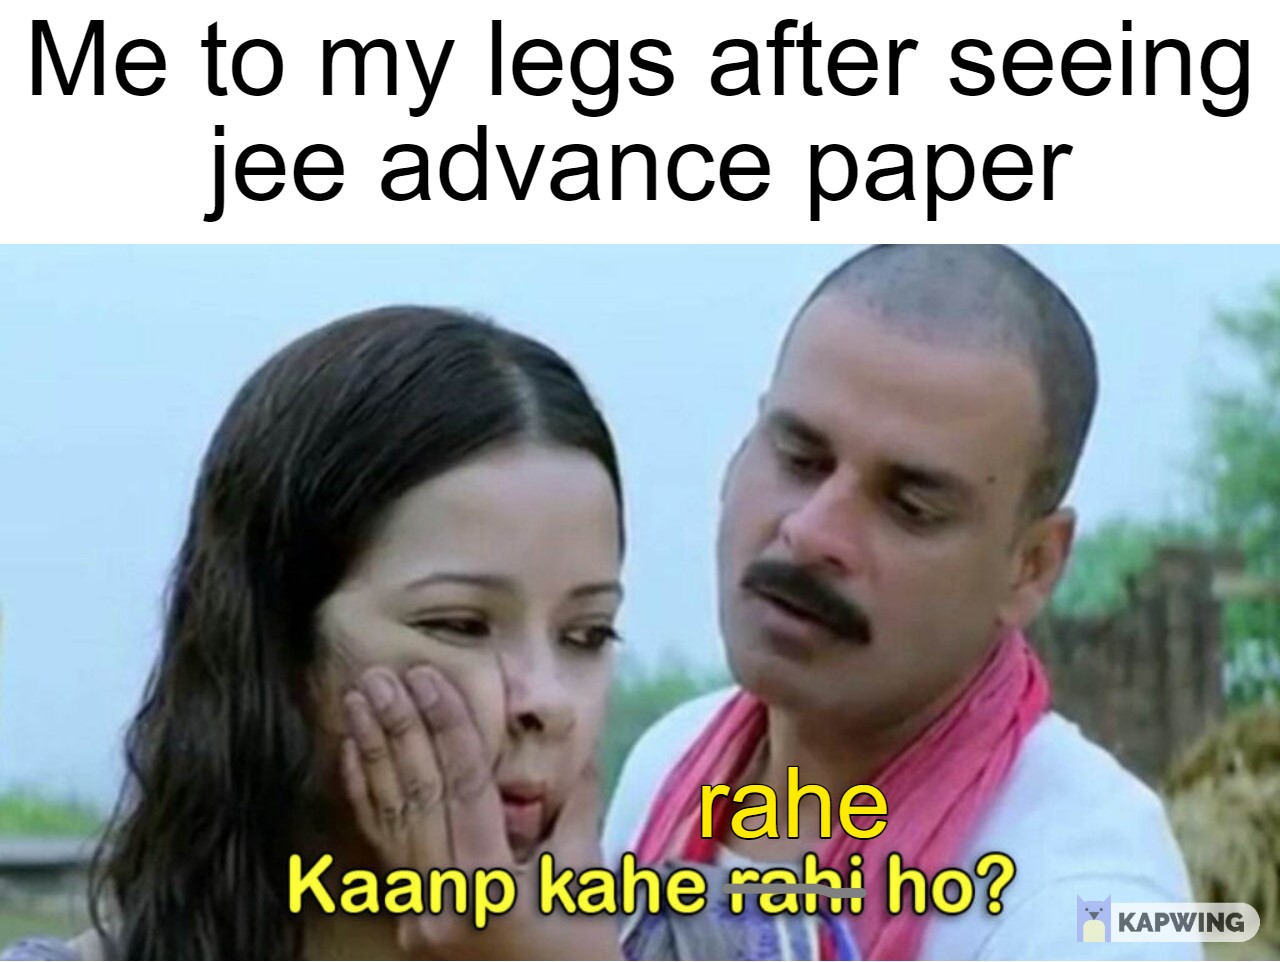 Me to my legs after seeing
jee advance paper
rahe
Kaanp kahe rahi ho?
KAPWING